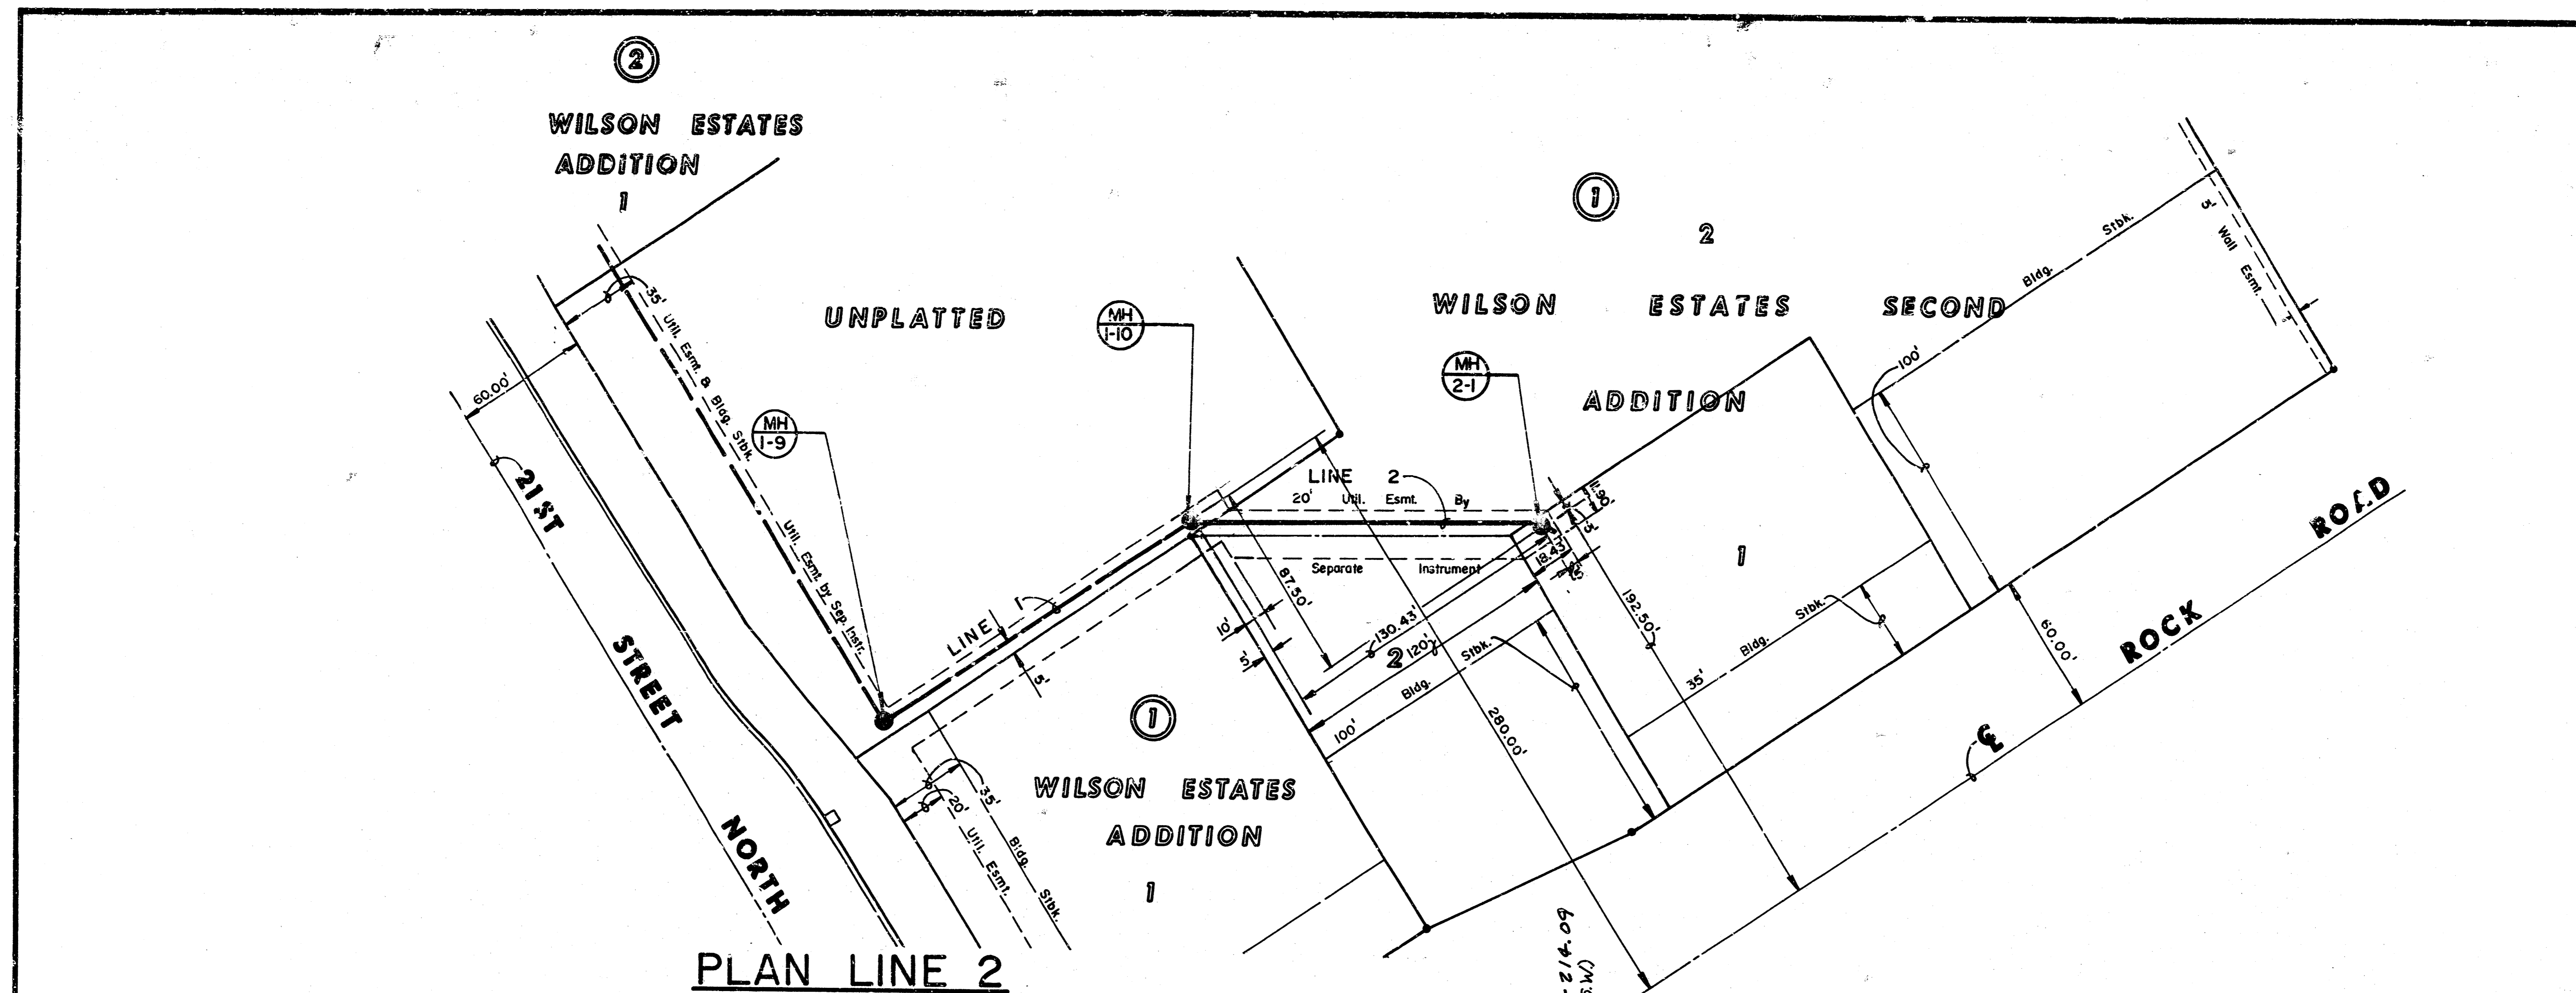 2
WILSON ESTATES
ADDITION
1
UNPLATTED
MH
1-10
1
2
WILSON ESTATES SECOND
ADDITION
MH
2-1
MH
1-9
35'
Util. Esmt. & Bldg. Stbk.
Util. Esmt. by Sep. Instr.
60.00'
21ST
STREET
NORTH
LINE 1
5'
LINE 2
20' Util. Esmt. By
Separate Instrument
87.50'
10'
5'
130.43'
120'
2
Bldg. Stbk.
100'
280.00'
18.43'
5'
192.50'
1
35' Bldg. Stbk.
100'
Bldg. Stbk.
5'
Wall Esmt.
60.00'
ROCK ROAD
℄
1
WILSON ESTATES
ADDITION
1
35'
20'
Util. Esmt.
Bldg. Stbk.
PLAN LINE 2